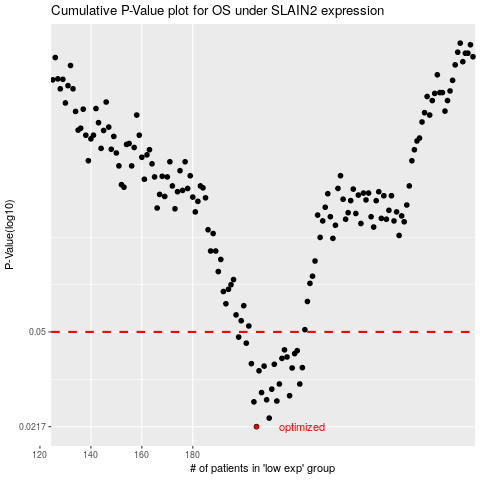 Cumulative P-Value plot for OS under SLAIN2 expression
P-Value(log10)
0.05
0.0217
optimized
120 140 160 180
# of patients in 'low exp' group